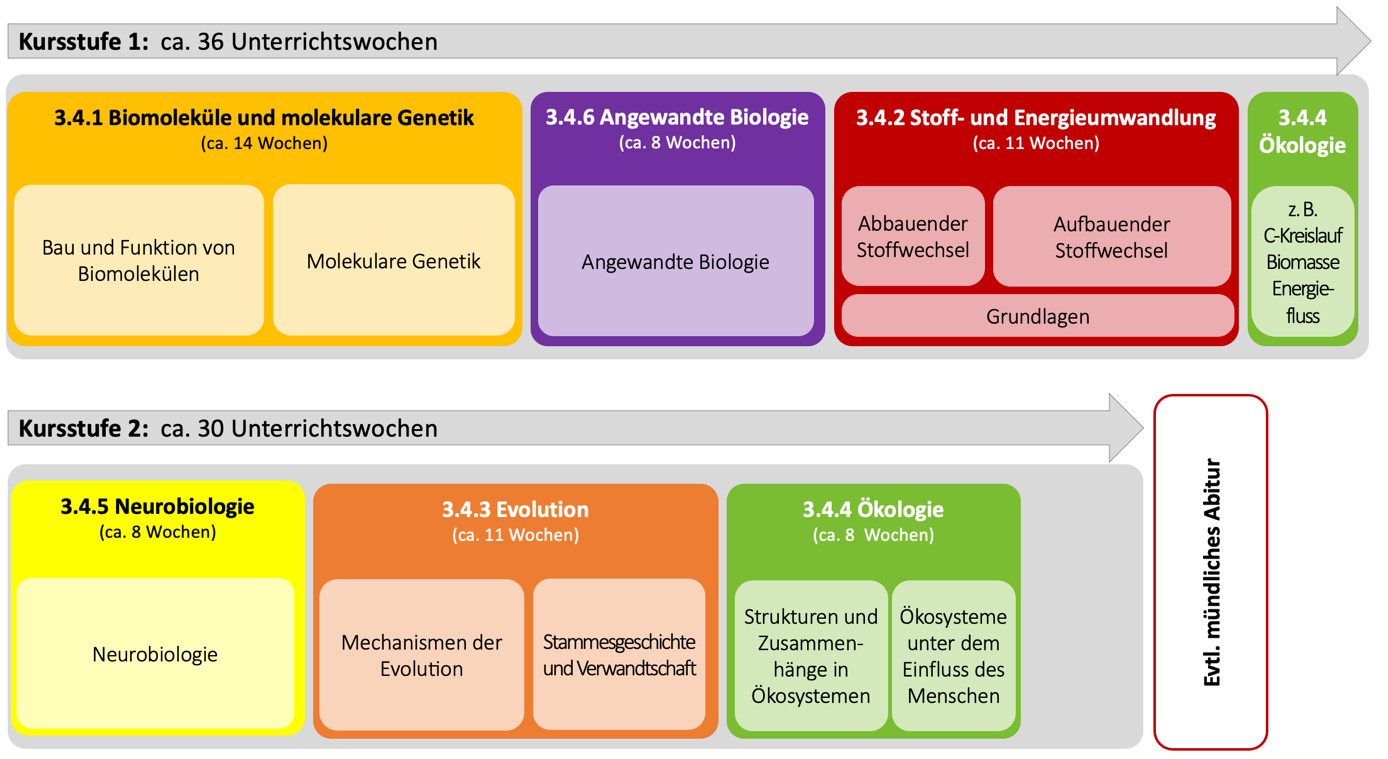 Kursstufe 1: ca. 36 Unterrichtswochen
3.4.1 Biomoleküle und molekulare Genetik
(ca. 14 Wochen)
Bau und Funktion von
Biomolekülen
Molekulare Genetik
3.4.6 Angewandte Biologie
(ca. 8 Wochen)
Angewandte Biologie
3.4.2 Stoff- und Energieumwandlung
(ca. 11 Wochen)
Abbauender
Stoffwechsel
Aufbauender
Stoffwechsel
Grundlagen
3.4.4
Ökologie
z. B.
C-Kreislauf
Biomasse
Energie-
fluss
Kursstufe 2: ca. 30 Unterrichtswochen
3.4.5 Neurobiologie
(ca. 8 Wochen)
Neurobiologie
3.4.3 Evolution
(ca. 11 Wochen)
Mechanismen der
Evolution
Stammesgeschichte
und Verwandtschaft
3.4.4 Ökologie
(ca. 8 Wochen)
Strukturen und
Zusammen-
hänge in
Ökosystemen
Ökosysteme
unter dem
Einfluss des
Menschen
Evtl. mündliches Abitur